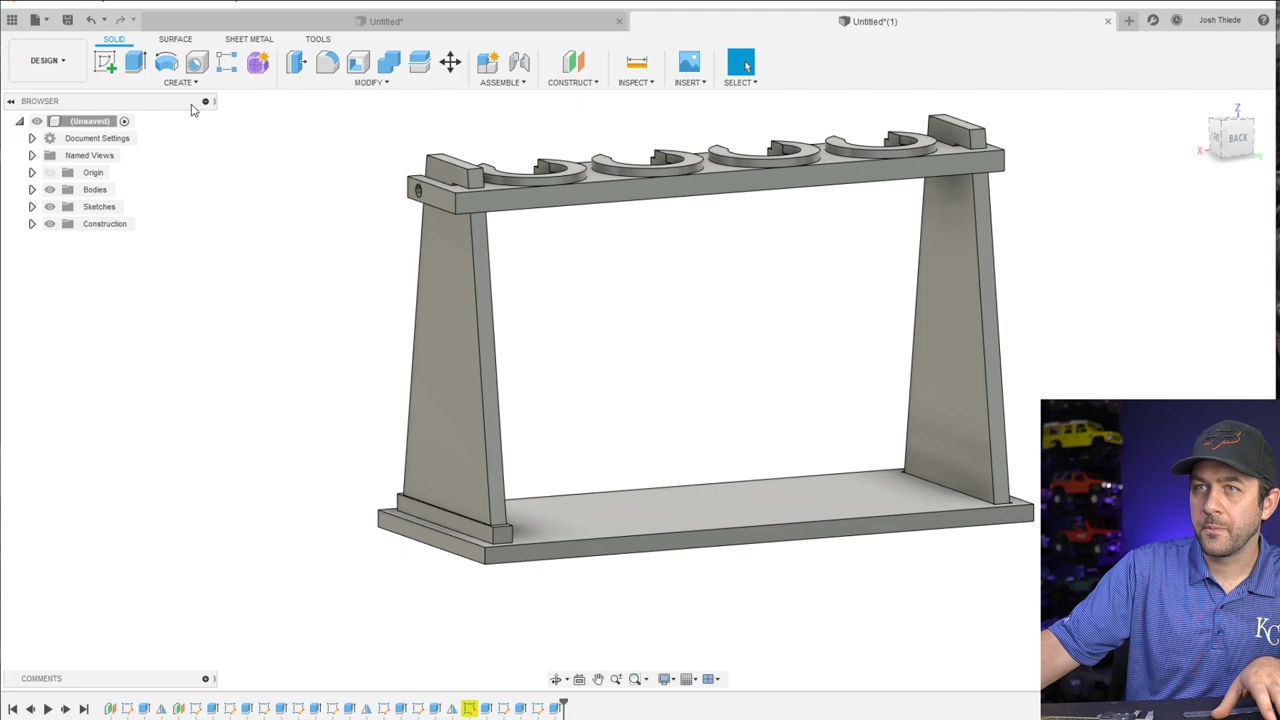 Untitled*
Untitled*(1)
Josh Thiede
DESIGN
SOLID
SURFACE
SHEET METAL
TOOLS
CREATE
MODIFY
ASSEMBLE
CONSTRUCT
INSPECT
INSERT
SELECT
BROWSER
(Unsaved)
Document Settings
Named Views
Origin
Bodies
Sketches
Construction
Z
BACK
X
Y
KC
COMMENTS